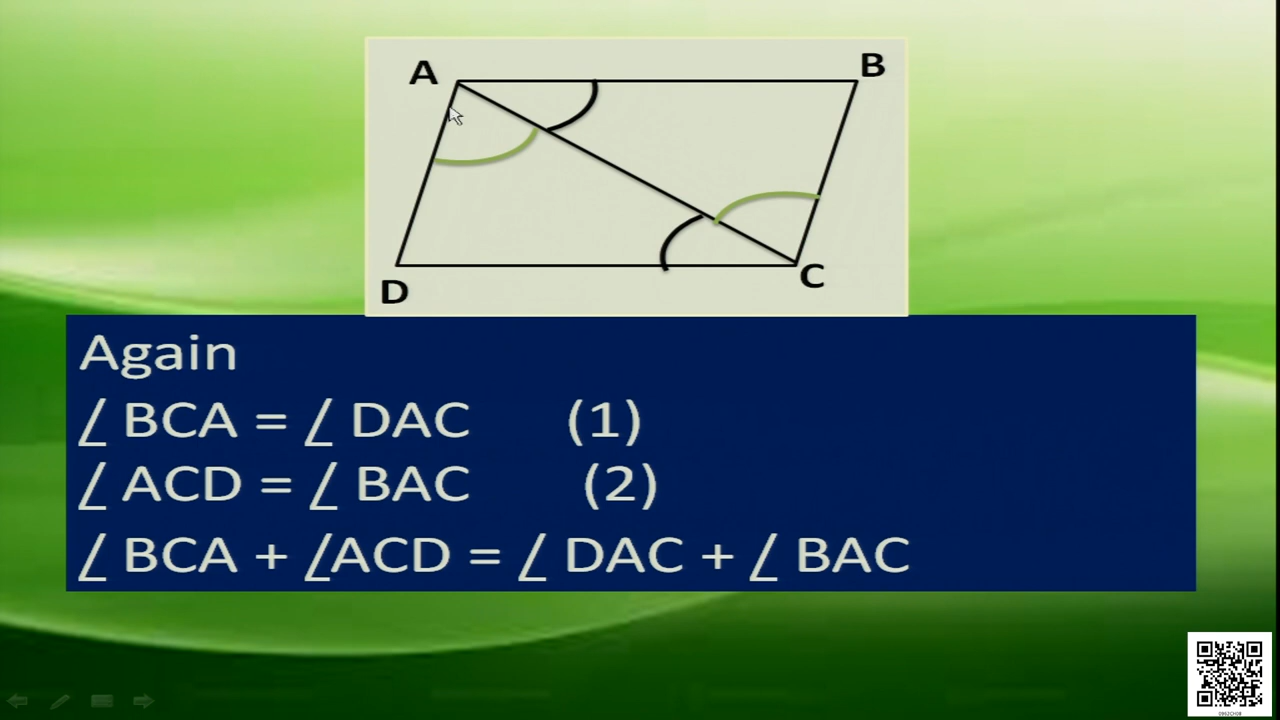 A
B
D
C
Again
∠ BCA = ∠ DAC (1)
∠ ACD = ∠ BAC (2)
∠ BCA + ∠ACD = ∠ DAC + ∠ BAC